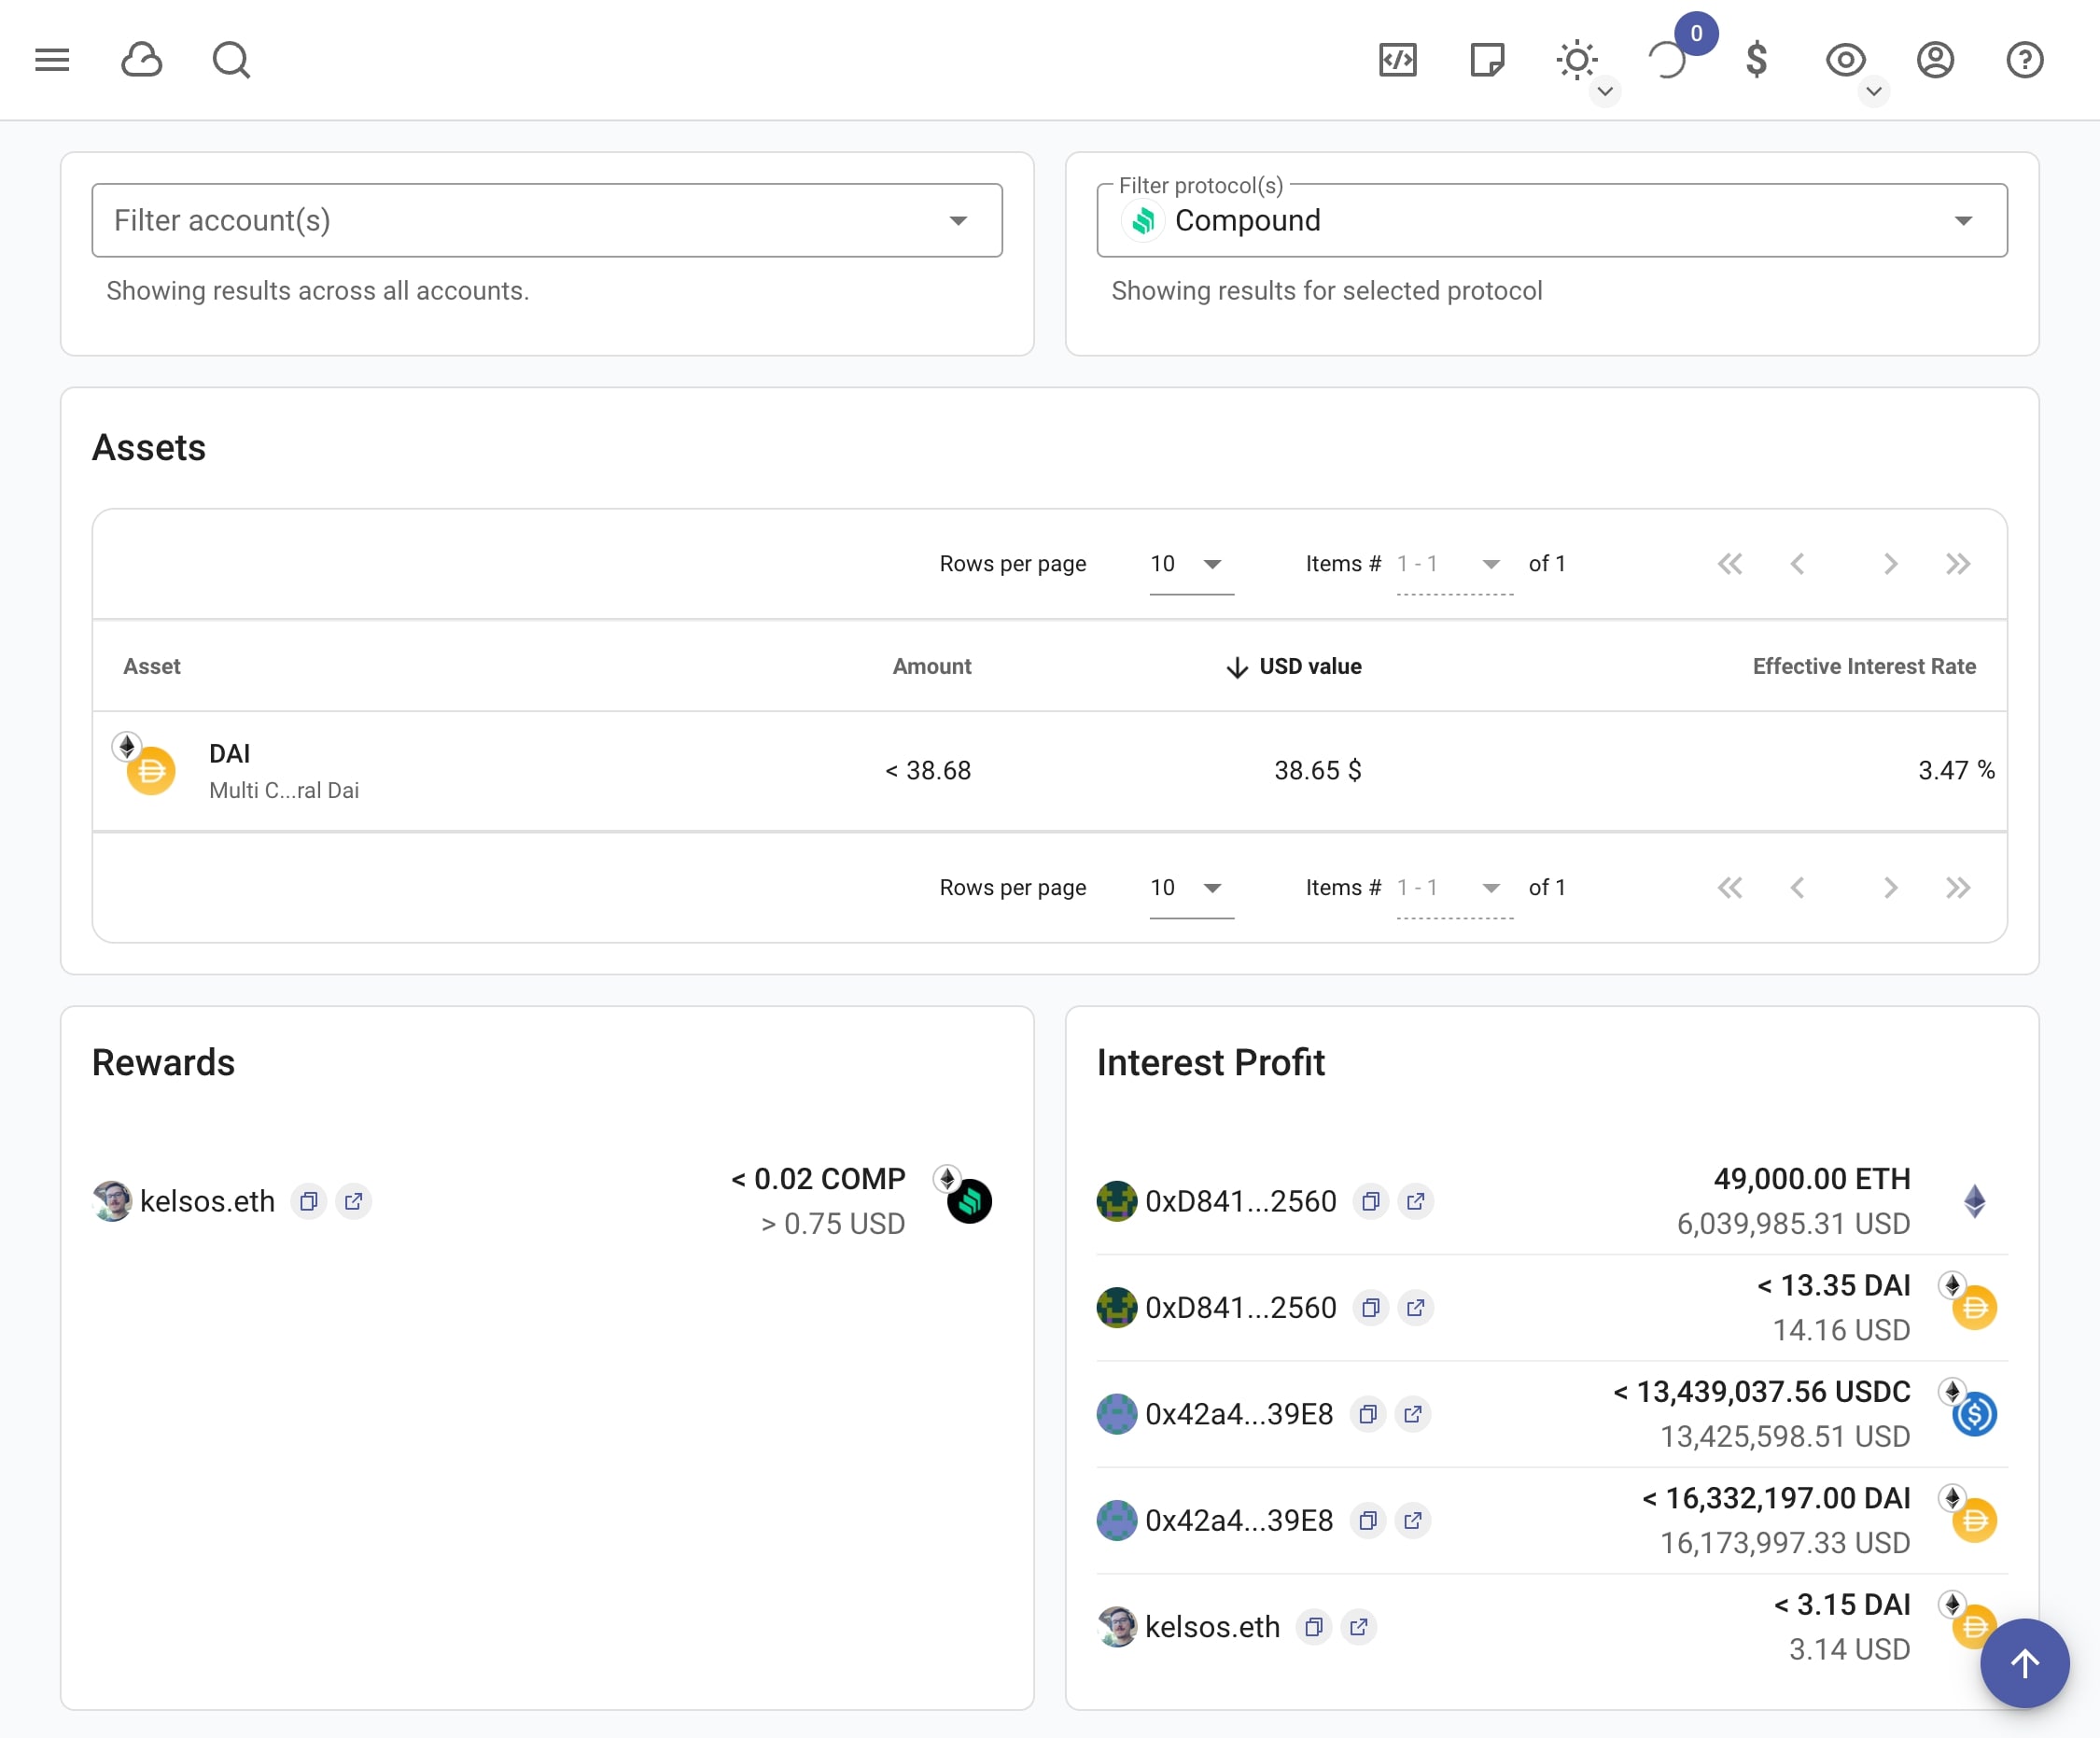 0
Filter account(s)
Showing results across all accounts.
Filter protocol(s)
Compound
Showing results for selected protocol
Assets
Rows per page 10 Items # 1 - 1 of 1
Asset Amount USD value Effective Interest Rate
DAI
Multi C...ral Dai
< 38.68 38.65 $ 3.47 %
Rows per page 10 Items # 1 - 1 of 1
Rewards
kelsos.eth
< 0.02 COMP
> 0.75 USD
Interest Profit
0xD841...2560
49,000.00 ETH
6,039,985.31 USD
0xD841...2560
< 13.35 DAI
14.16 USD
0x42a4...39E8
< 13,439,037.56 USDC
13,425,598.51 USD
0x42a4...39E8
< 16,332,197.00 DAI
16,173,997.33 USD
kelsos.eth
< 3.15 DAI
3.14 USD